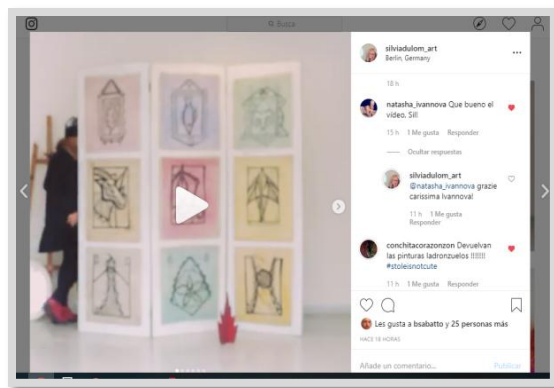 Busca
silviadulom_art
Berlin, Germany
18 h
natasha_ivannova Que bueno el
vídeo, Sil!
15 h 1 Me gusta Responder
Ocultar respuestas
silviadulom_art
@natasha_ivannova grazie
carissima Ivannova!
11 h 1 Me gusta
Responder
conchitacorazonzon Devuelvan
las pinturas ladronzuelos !!!!!!!
#stoleisnotcute
11 h 1 Me gusta Responder
Les gusta a bsabatto y 25 personas más
HACE 16 HORAS
Añade un comentario...
Publicar